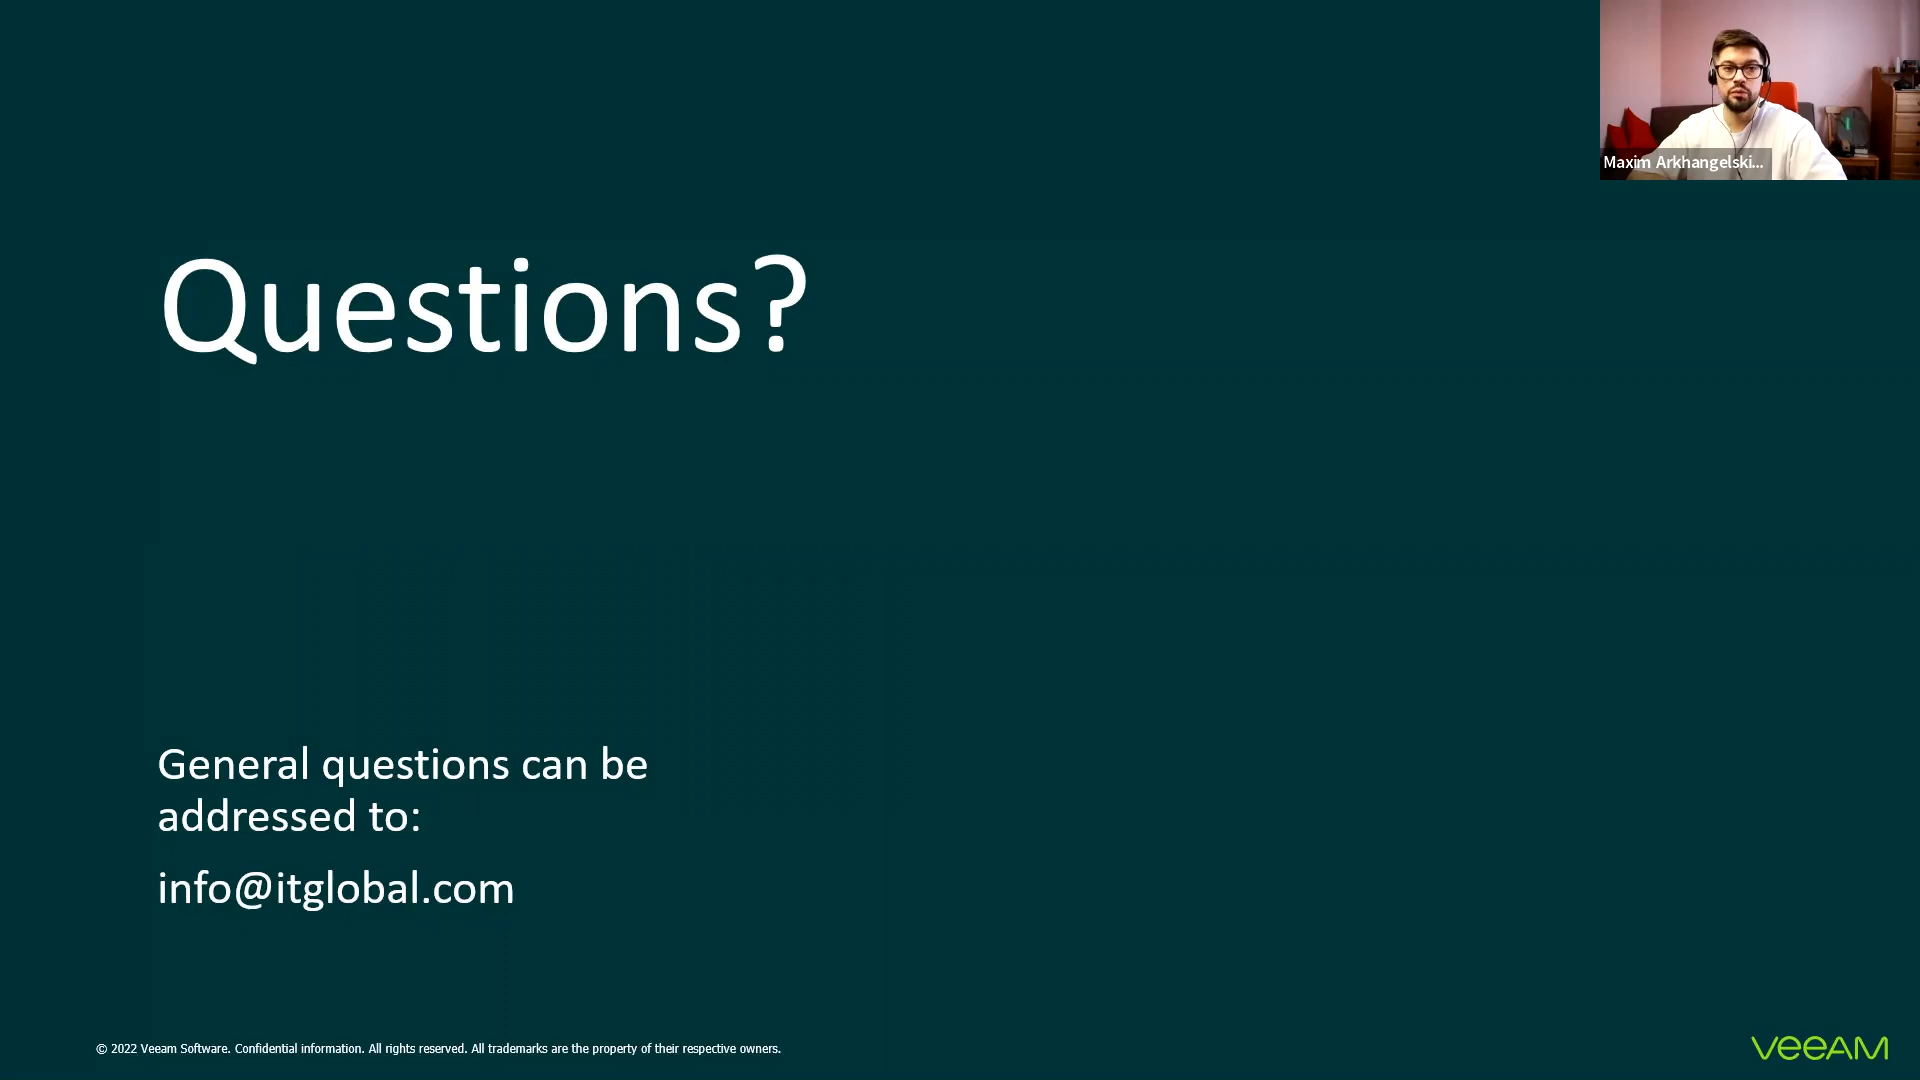 Maxim Arkhangelski...
Questions?
General questions can be
addressed to:
info@itglobal.com
© 2022 Veeam Software. Confidential information. All rights reserved. All trademarks are the property of their respective owners.
veeAM